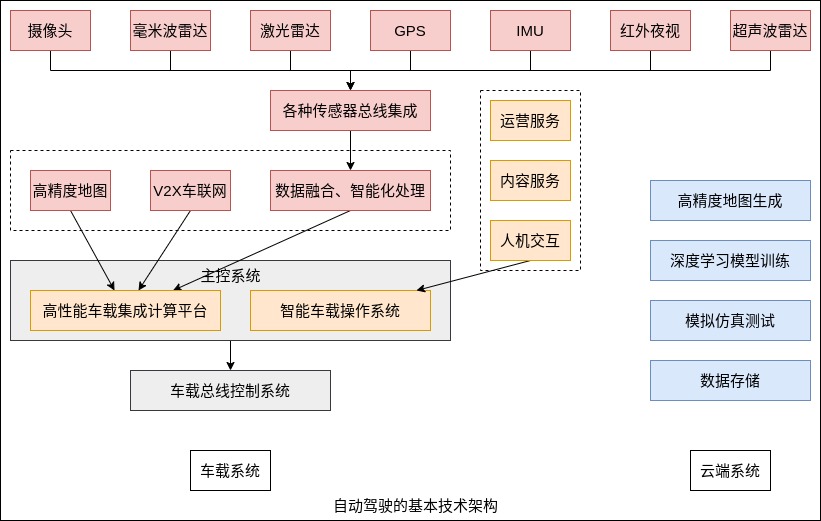 摄像头
毫米波雷达
激光雷达
GPS
IMU
红外夜视
超声波雷达
各种传感器总线集成
运营服务
高精度地图
V2X车联网
数据融合、智能化处理
内容服务
高精度地图生成
人机交互
深度学习模型训练
主控系统
高性能车载集成计算平台
智能车载操作系统
模拟仿真测试
车载总线控制系统
数据存储
车载系统
云端系统
自动驾驶的基本技术架构